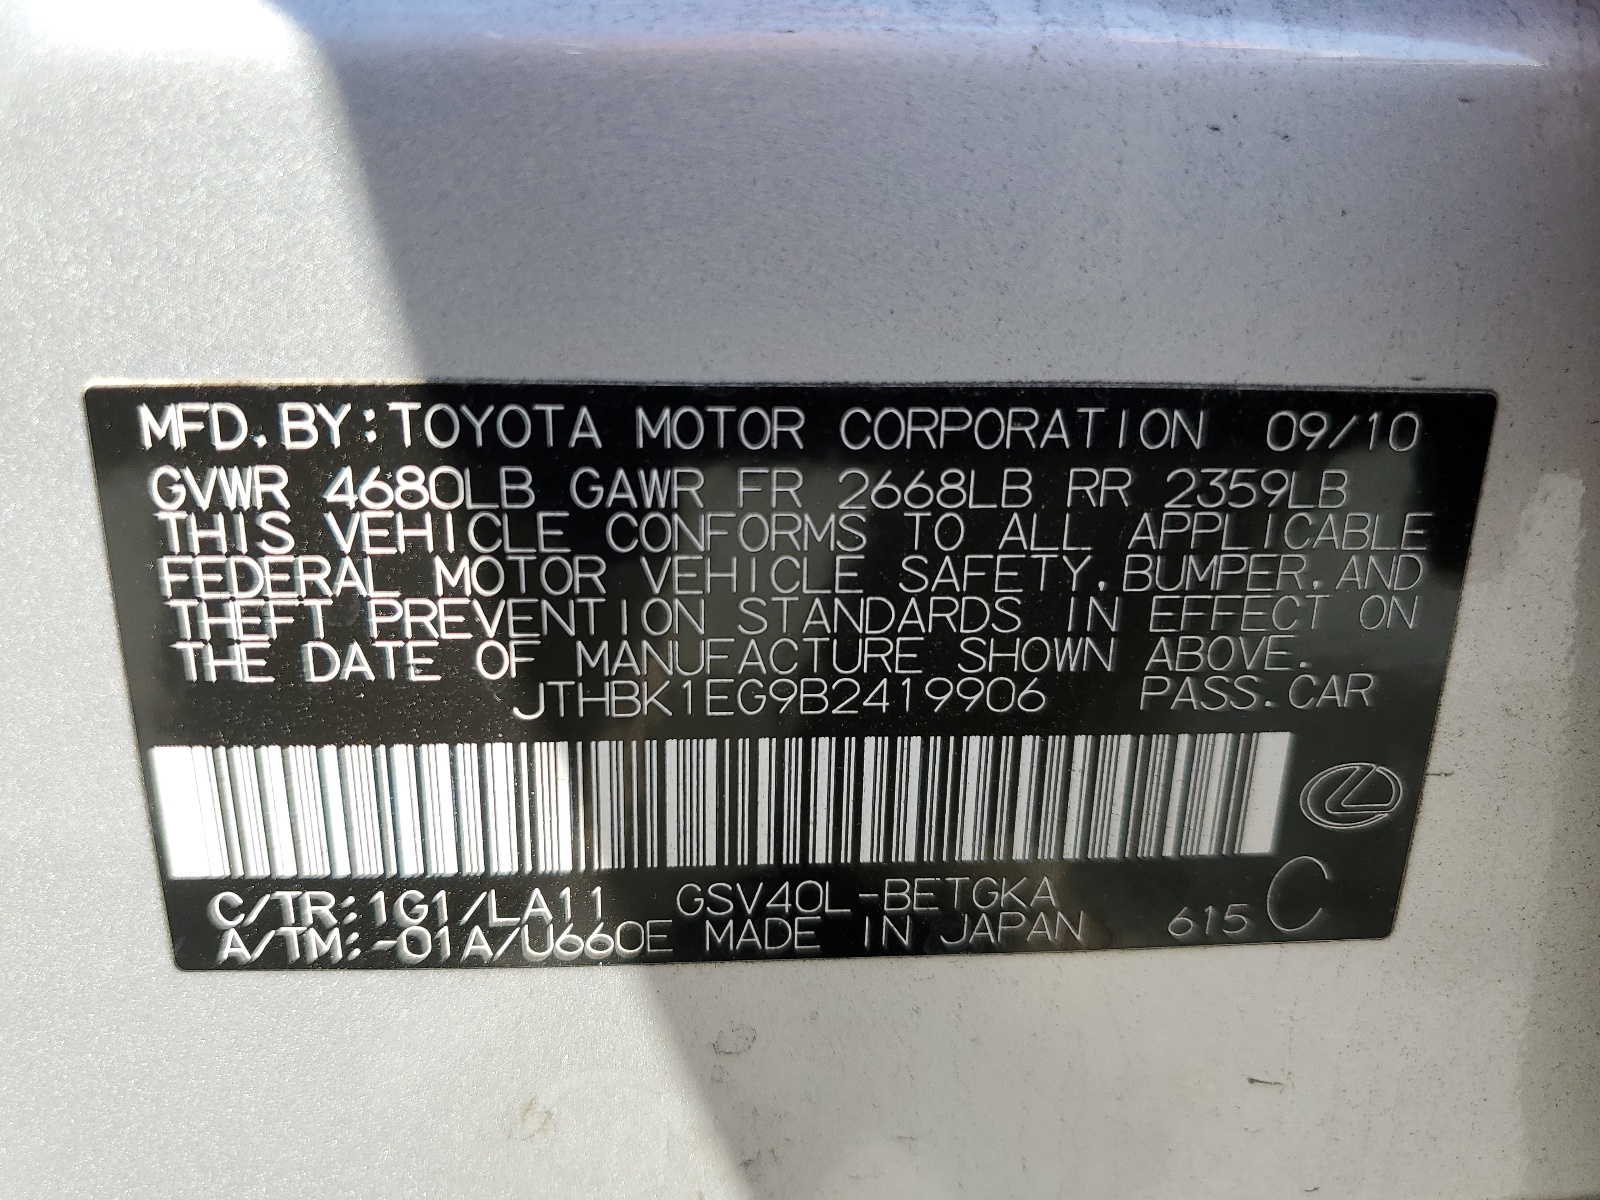 MFD. BY: TOYOTA MOTOR CORPORATION 09/10
GVWR 4680LB GAWR FR 2668LB RR 2359LB
THIS VEHICLE CONFORMS TO ALL APPLICABLE
FEDERAL MOTOR VEHICLE SAFETY, BUMPER, AND
THEFT PREVENTION STANDARDS IN EFFECT ON
THE DATE OF MANUFACTURE SHOWN ABOVE.
JTHBK1EG9B2419906 PASS. CAR
C/TR: 1G1/LA11 GSV40L-BETGKA
A/TM: -01A/U660E MADE IN JAPAN 615 C